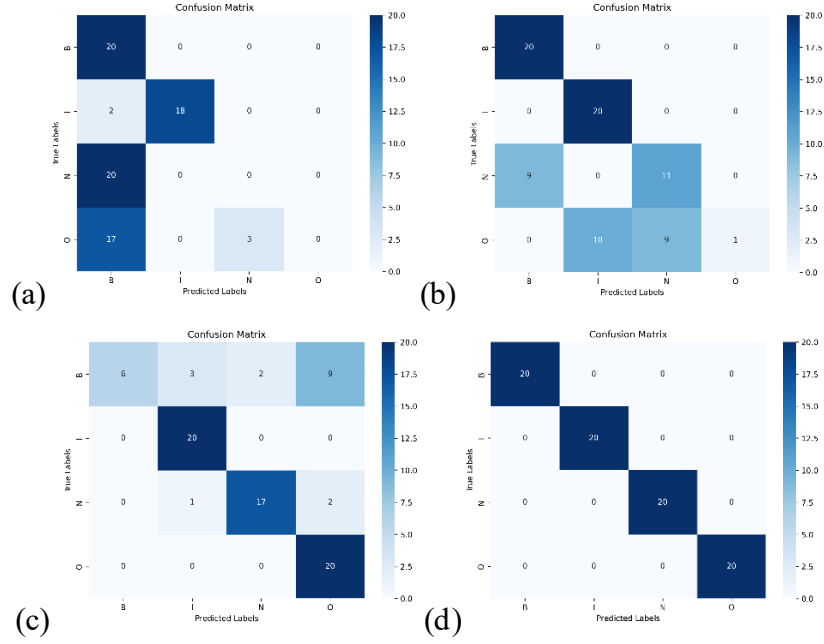 Confusion Matrix
True Labels
B 20 0 0 0
I 2 18 0 0
N 20 0 0 0
O 17 0 3 0
B I N O
Predicted Labels
20.0
17.5
15.0
12.5
10.0
7.5
5.0
2.5
0.0
(a)
Confusion Matrix
True Labels
B 20 0 0 0
I 0 20 0 0
N 9 0 11 0
O 0 10 9 1
B I N O
Predicted Labels
20.0
17.5
15.0
12.5
10.0
7.5
5.0
2.5
0.0
(b)
Confusion Matrix
True Labels
B 6 3 2 9
I 0 20 0 0
N 0 1 17 2
O 0 0 0 20
B I N O
Predicted Labels
20.0
17.5
15.0
12.5
10.0
7.5
5.0
2.5
0.0
(c)
Confusion Matrix
True Labels
B 20 0 0 0
I 0 20 0 0
N 0 0 20 0
O 0 0 0 20
B I N O
Predicted Labels
20.0
17.5
15.0
12.5
10.0
7.5
5.0
2.5
0.0
(d)